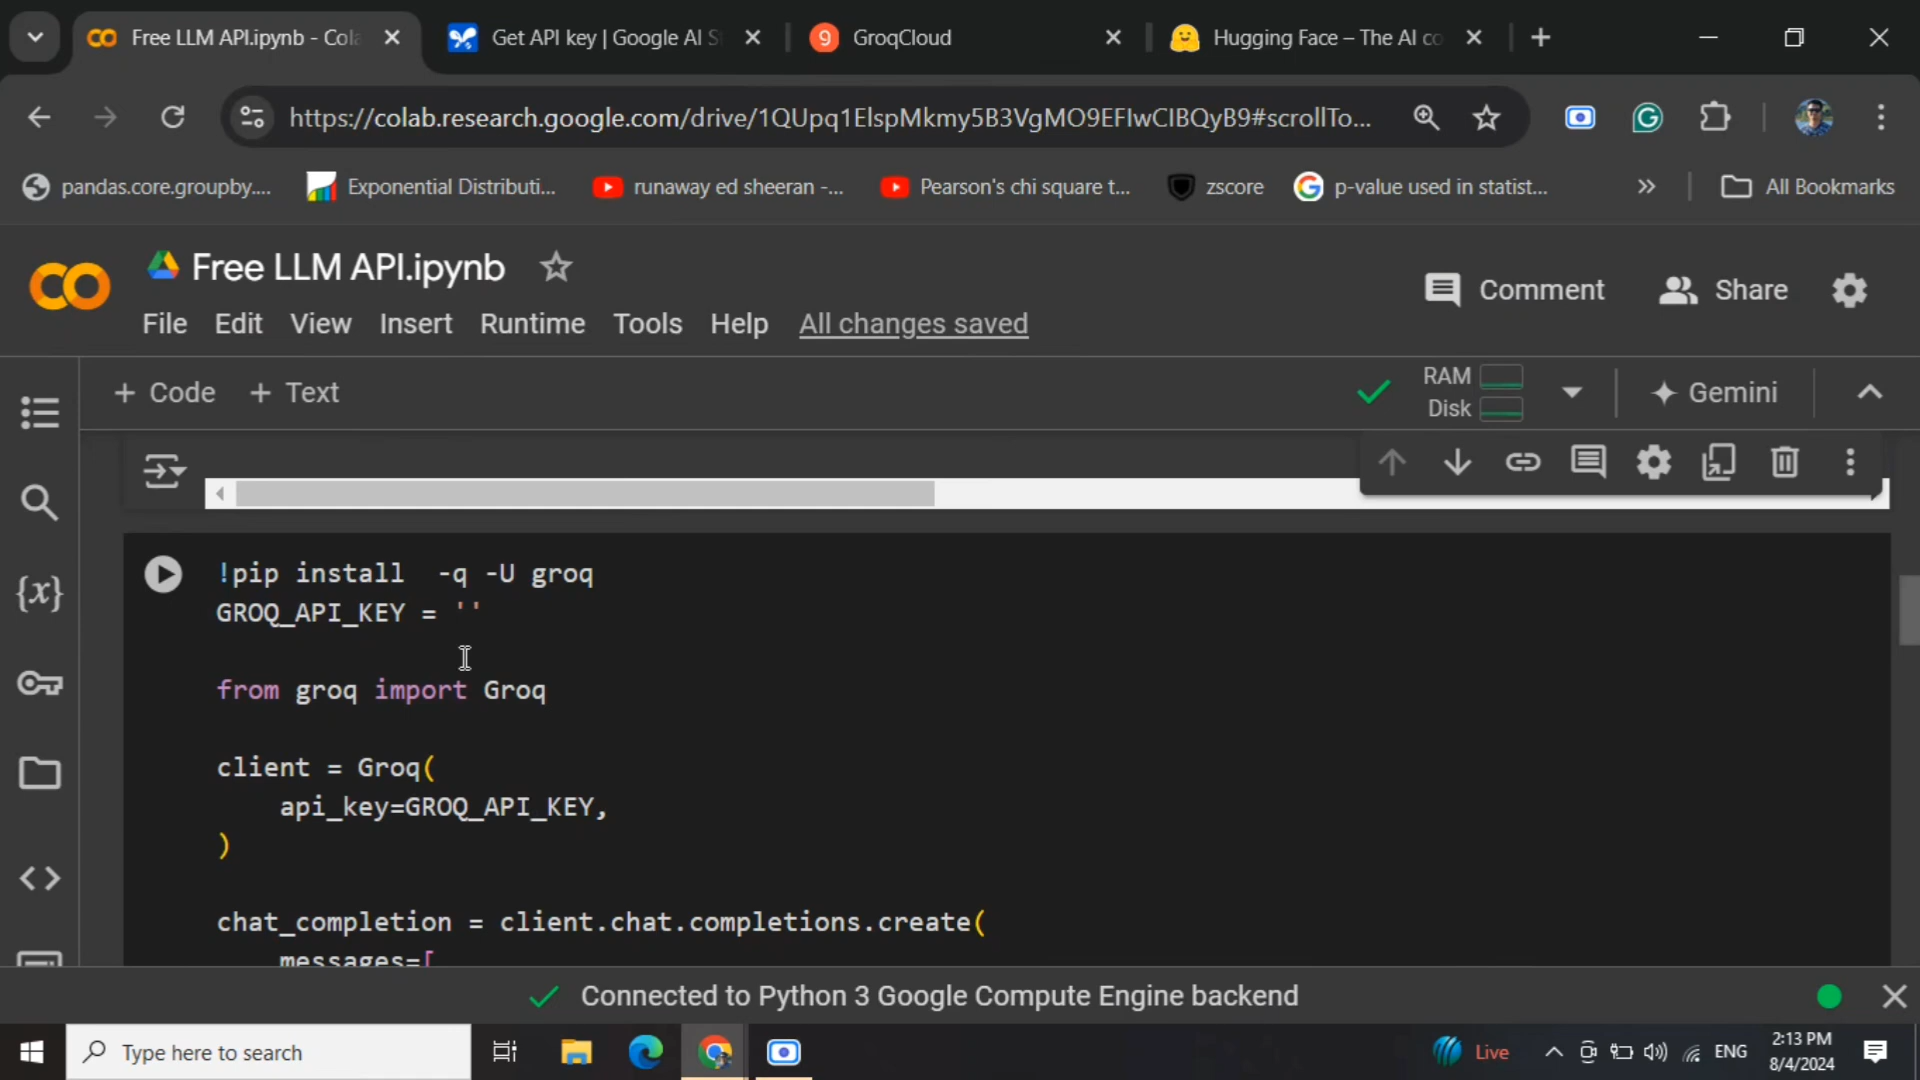 Free LLM API.ipynb - Cola
Get API key | Google AI S
GroqCloud
Hugging Face – The AI co
https://colab.research.google.com/drive/1QUpq1ElspMkmy5B3VgMO9EFIwCIBQyB9#scrollTo...
pandas.core.groupby....
Exponential Distributi...
runaway ed sheeran -...
Pearson's chi square t...
zscore
p-value used in statist...
All Bookmarks
Free LLM API.ipynb
Comment
Share
File Edit View Insert Runtime Tools Help All changes saved
+ Code + Text
RAM
Disk
Gemini
!pip install -q -U groq
GROQ_API_KEY = ''
from groq import Groq
client = Groq(
api_key=GROQ_API_KEY,
)
chat_completion = client.chat.completions.create(
messages=[
Connected to Python 3 Google Compute Engine backend
Type here to search
Live
ENG
2:13 PM
8/4/2024